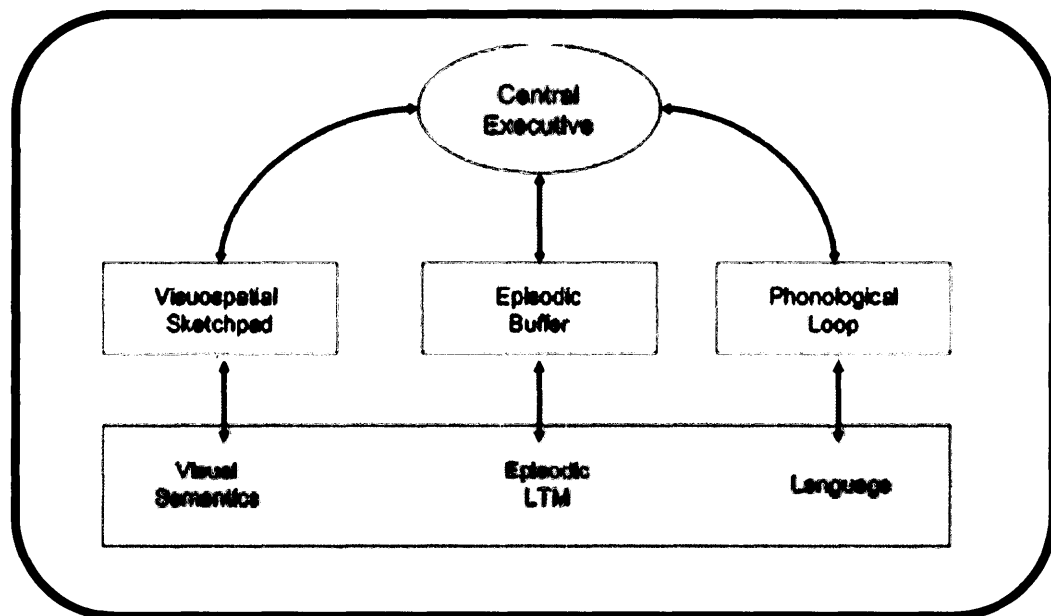 Central
Executive
Visuospatial
Sketchpad
Episodic
Buffer
Phonological
Loop
Visual
Semantics
Episodic
LTM
Language